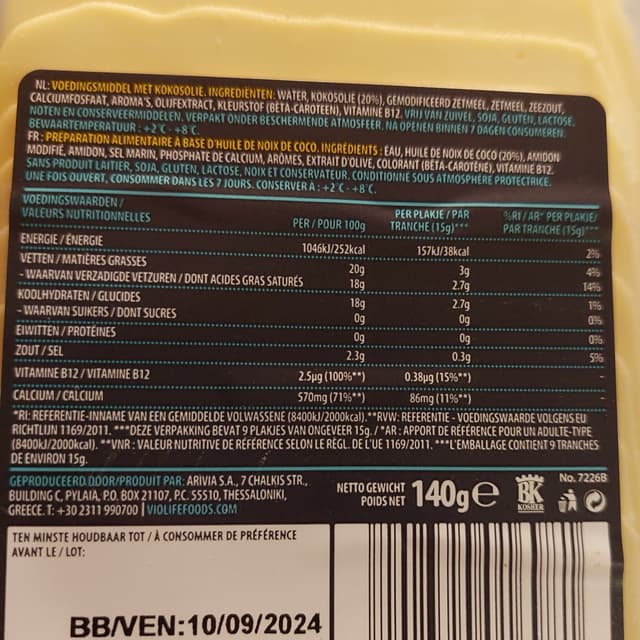 NL: VOEDINGSMIDDEL MET KOKOSOLIE. INGREDIËNTEN: WATER, KOKOSOLIE (20%), GEMODIFICEERD ZETMEEL, ZETMEEL, ZEEZOUT,
CALCIUMFOSFAAT, AROMA'S, OLIJFEXTRACT, KLEURSTOF (BÈTA-CAROTEEN), VITAMINE B12. VRIJ VAN ZUIVEL, SOJA, GLUTEN, LACTOSE,
NOTEN EN CONSERVEERMIDDELEN. VERPAKT ONDER BESCHERMENDE ATMOSFEER. NA OPENEN BINNEN 7 DAGEN CONSUMEREN.
BEWAARTEMPERATUUR: +2˚C - +8˚C.
FR: PRÉPARATION ALIMENTAIRE À BASE D'HUILE DE NOIX DE COCO. INGRÉDIENTS: EAU, HUILE DE NOIX DE COCO (20%), AMIDON
MODIFIÉ, AMIDON, SEL MARIN, PHOSPHATE DE CALCIUM, ARÔMES, EXTRAIT D'OLIVE, COLORANT (BÊTA-CAROTÈNE), VITAMINE B12.
SANS PRODUIT LAITIER, SOJA, GLUTEN, LACTOSE, NOIX ET CONSERVATEUR. CONDITIONNÉ SOUS ATMOSPHÈRE PROTECTRICE.
UNE FOIS OUVERT, CONSOMMER DANS LES 7 JOURS. CONSERVER À: +2˚C - +8˚C.
VOEDINGSWAARDEN / VALEURS NUTRITIONNELLES PER / POUR 100g PER PLAKJE / PAR TRANCHE (15g)*** %RI / AR* PER PLAKJE/ PAR TRANCHE (15g)***
ENERGIE / ÉNERGIE 1046kJ/252kcal 157kJ/38kcal 2%
VETTEN / MATIÈRES GRASSES 20g 3g 4%
- WAARVAN VERZADIGDE VETZUREN / DONT ACIDES GRAS SATURÉS 18g 2.7g 14%
KOOLHYDRATEN / GLUCIDES 18g 2.7g 1%
- WAARVAN SUIKERS / DONT SUCRES 0g 0g 0%
EIWITTEN / PROTÉINES 0g 0g 0%
ZOUT / SEL 2.3g 0.3g 5%
VITAMINE B12 / VITAMINE B12 2.5µg (100%**) 0.38µg (15%**) -
CALCIUM / CALCIUM 570mg (71%**) 86mg (11%**) -
*RI: REFERENTIE-INNAME VAN EEN GEMIDDELDE VOLWASSENE (8400kJ/2000kcal).**RVW: REFERENTIE - VOEDINGSWAARDE VOLGENS EU
RICHTLIJN 1169/2011. ***DEZE VERPAKKING BEVAT 9 PLAKJES VAN ONGEVEER 15g. / *AR : APPORT DE RÉFÉRENCE POUR UN ADULTE-TYPE
(8400kJ/2000kcal). **VNR : VALEUR NUTRITIVE DE RÉFÉRENCE SELON LE RÈGL. DE L'UE 1169/2011. ***L'EMBALLAGE CONTIENT 9 TRANCHES
DE ENVIRON 15g.
GEPRODUCEERD DOOR/PRODUIT PAR: ARIVIA S.A., 7 CHALKIS STR.,
BUILDING C, PYLAIA, P.O. BOX 21107, P.C. 55510, THESSALONIKI,
GREECE. T: +30 2311 990700 | VIOLIFEFOODS.COM
NETTO GEWICHT
POIDS NET 140g e
BK
KOSHER
No. 7226B
TEN MINSTE HOUDBAAR TOT / À CONSOMMER DE PRÉFÉRENCE
AVANT LE / LOT:
BB/VEN:10/09/2024